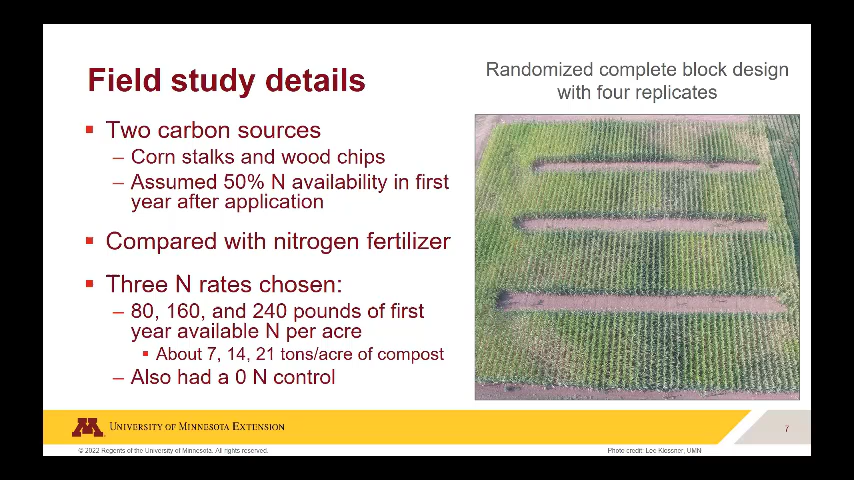 Field study details
Randomized complete block design
with four replicates
Two carbon sources
– Corn stalks and wood chips
– Assumed 50% N availability in first
year after application
Compared with nitrogen fertilizer
Three N rates chosen:
– 80, 160, and 240 pounds of first
year available N per acre
About 7, 14, 21 tons/acre of compost
– Also had a 0 N control
M
University of Minnesota Extension
7
© 2022 Regents of the University of Minnesota. All rights reserved.
Photo credit: Lee Klossner, UMN